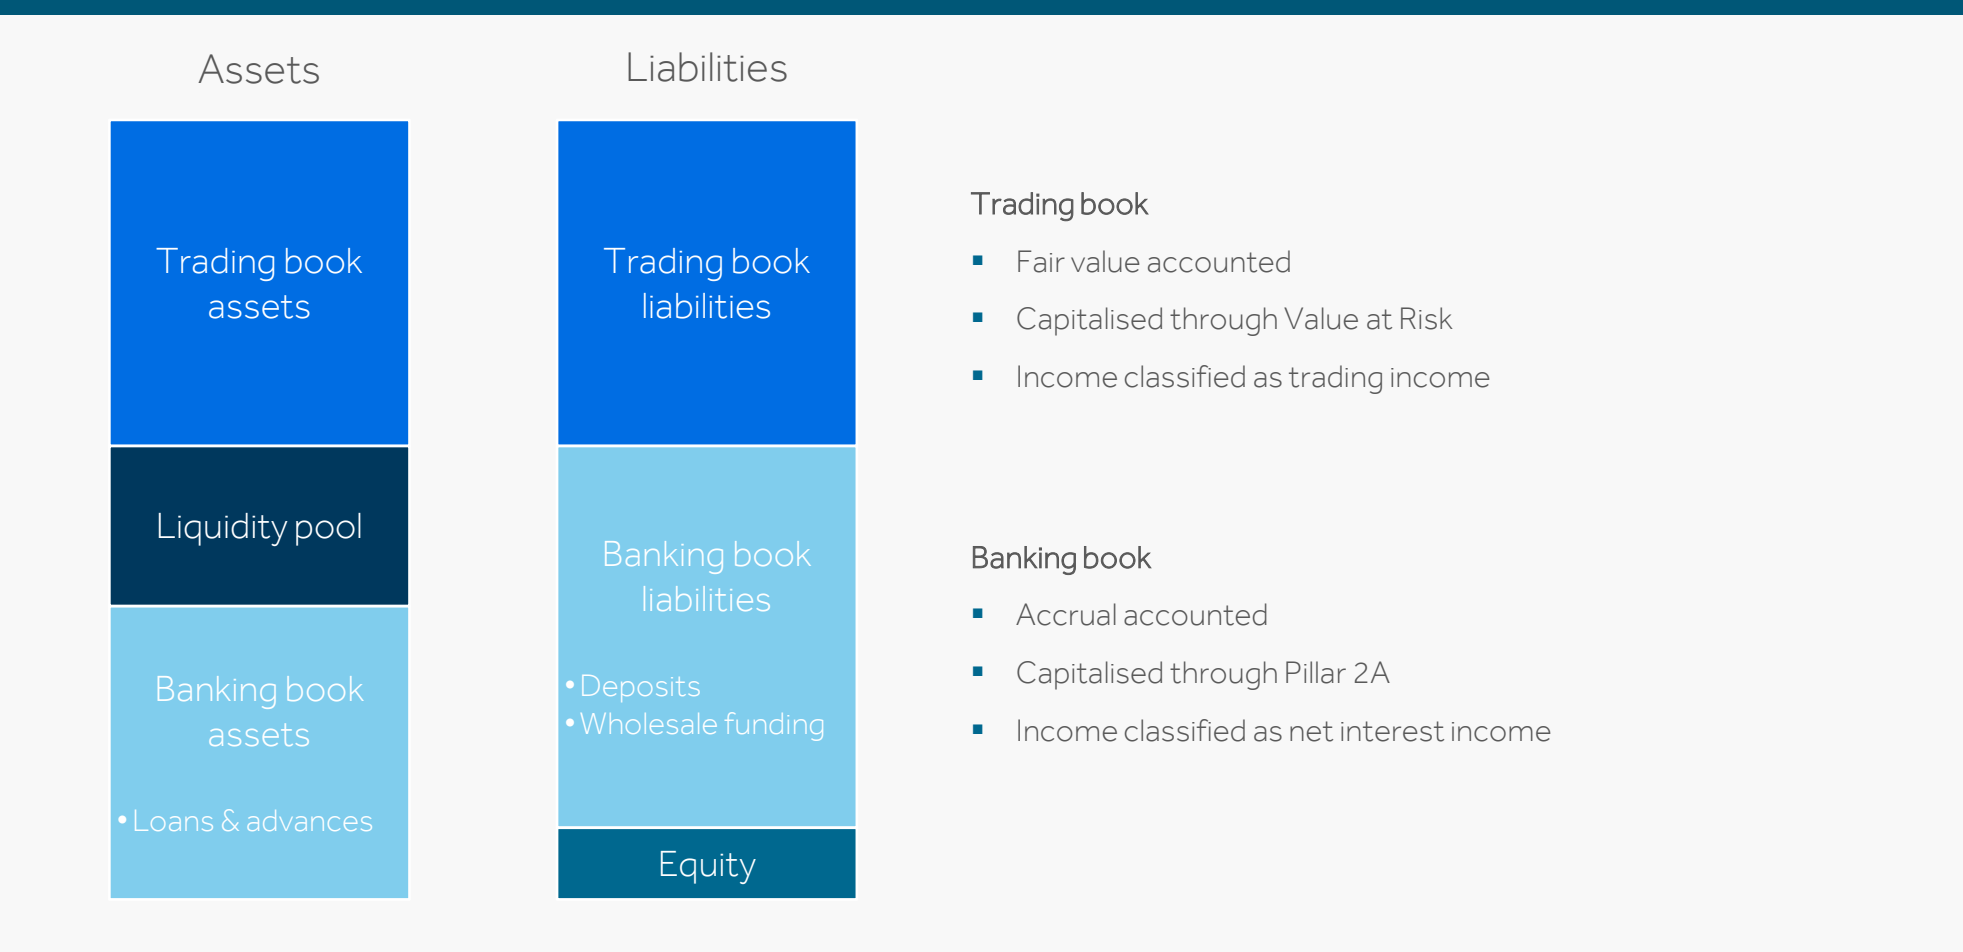 Assets
Trading book
assets
Liquidity pool
Banking book
assets
• Loans & advances
Liabilities
Trading book
liabilities
Banking book
liabilities
• Deposits
• Wholesale funding
Equity
Trading book
▪ Fair value accounted
▪ Capitalised through Value at Risk
▪ Income classified as trading income
Banking book
▪ Accrual accounted
▪ Capitalised through Pillar 2A
▪ Income classified as net interest income